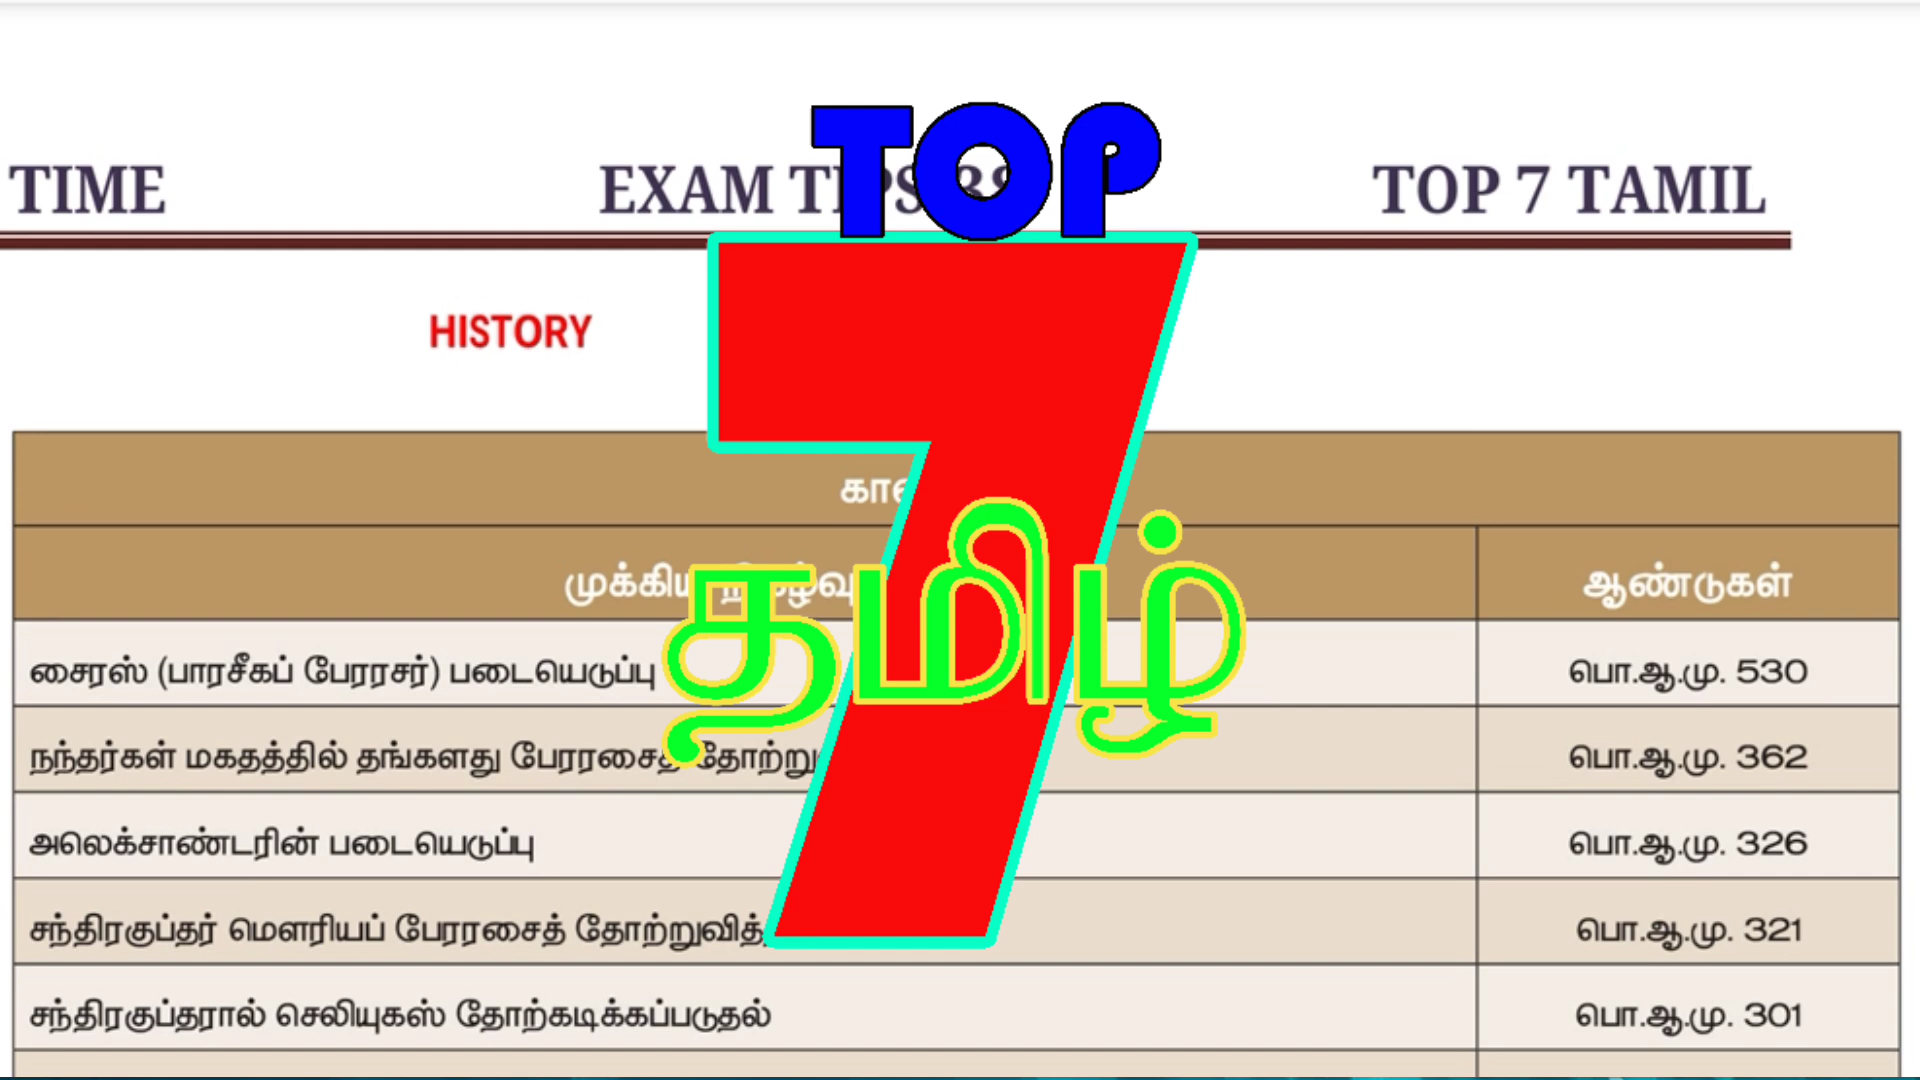 TOP
TIME EXAM TOP 7 TAMIL
HISTORY
7
தமிழ்
ஆண்டுகள்
சைரஸ் (பாரசீகப் பேரரசர்) படையெடுப்பு பொ.ஆ.மு. 530
நந்தர்கள் மகதத்தில் தங்களது பொ.ஆ.மு. 362
அலெக்சாண்டரின் படையெடுப்பு பொ.ஆ.மு. 326
சந்திரகுப்தர் மௌரியப் பேரரசைத் பொ.ஆ.மு. 321
சந்திரகுப்தரால் செலியுகஸ் தோற்கடிக்கப்படுதல் பொ.ஆ.மு. 301